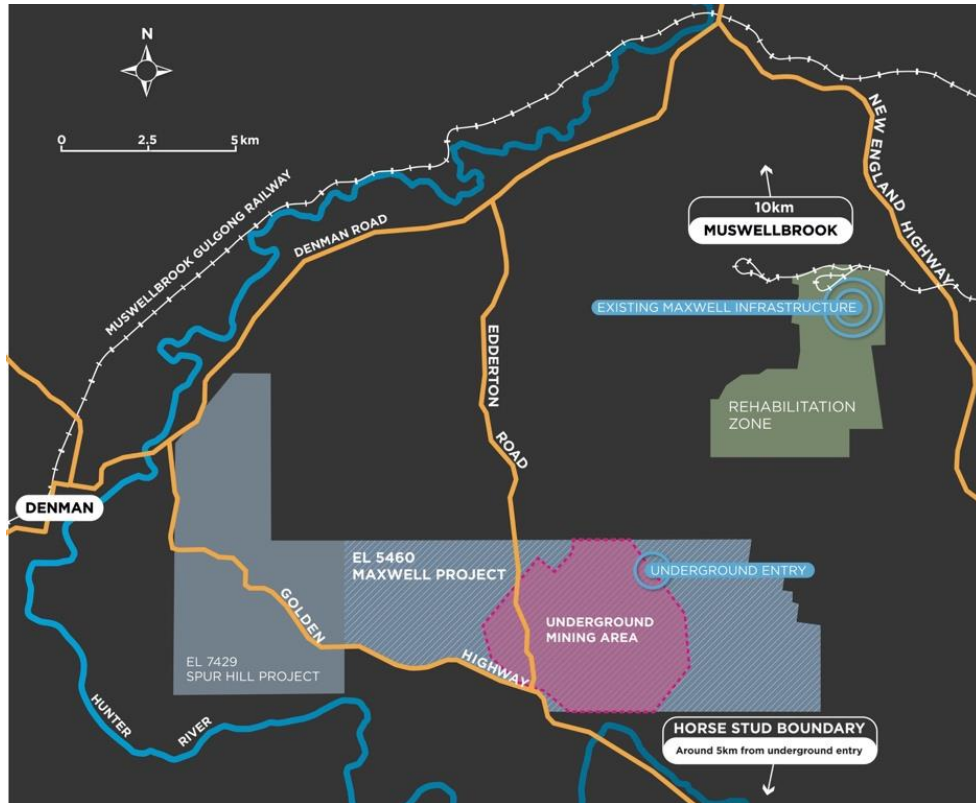 N
0 2.5 5 km
MUSWELLBROOK GULGONG RAILWAY
DENMAN ROAD
NEW ENGLAND HIGHWAY
10km
MUSWELLBROOK
EXISTING MAXWELL INFRASTRUCTURE
EDDERTON ROAD
REHABILITATION
ZONE
DENMAN
EL 5460
MAXWELL PROJECT
UNDERGROUND ENTRY
GOLDEN HIGHWAY
UNDERGROUND
MINING AREA
EL 7429
SPUR HILL PROJECT
HUNTER RIVER
HORSE STUD BOUNDARY
Around 5km from underground entry